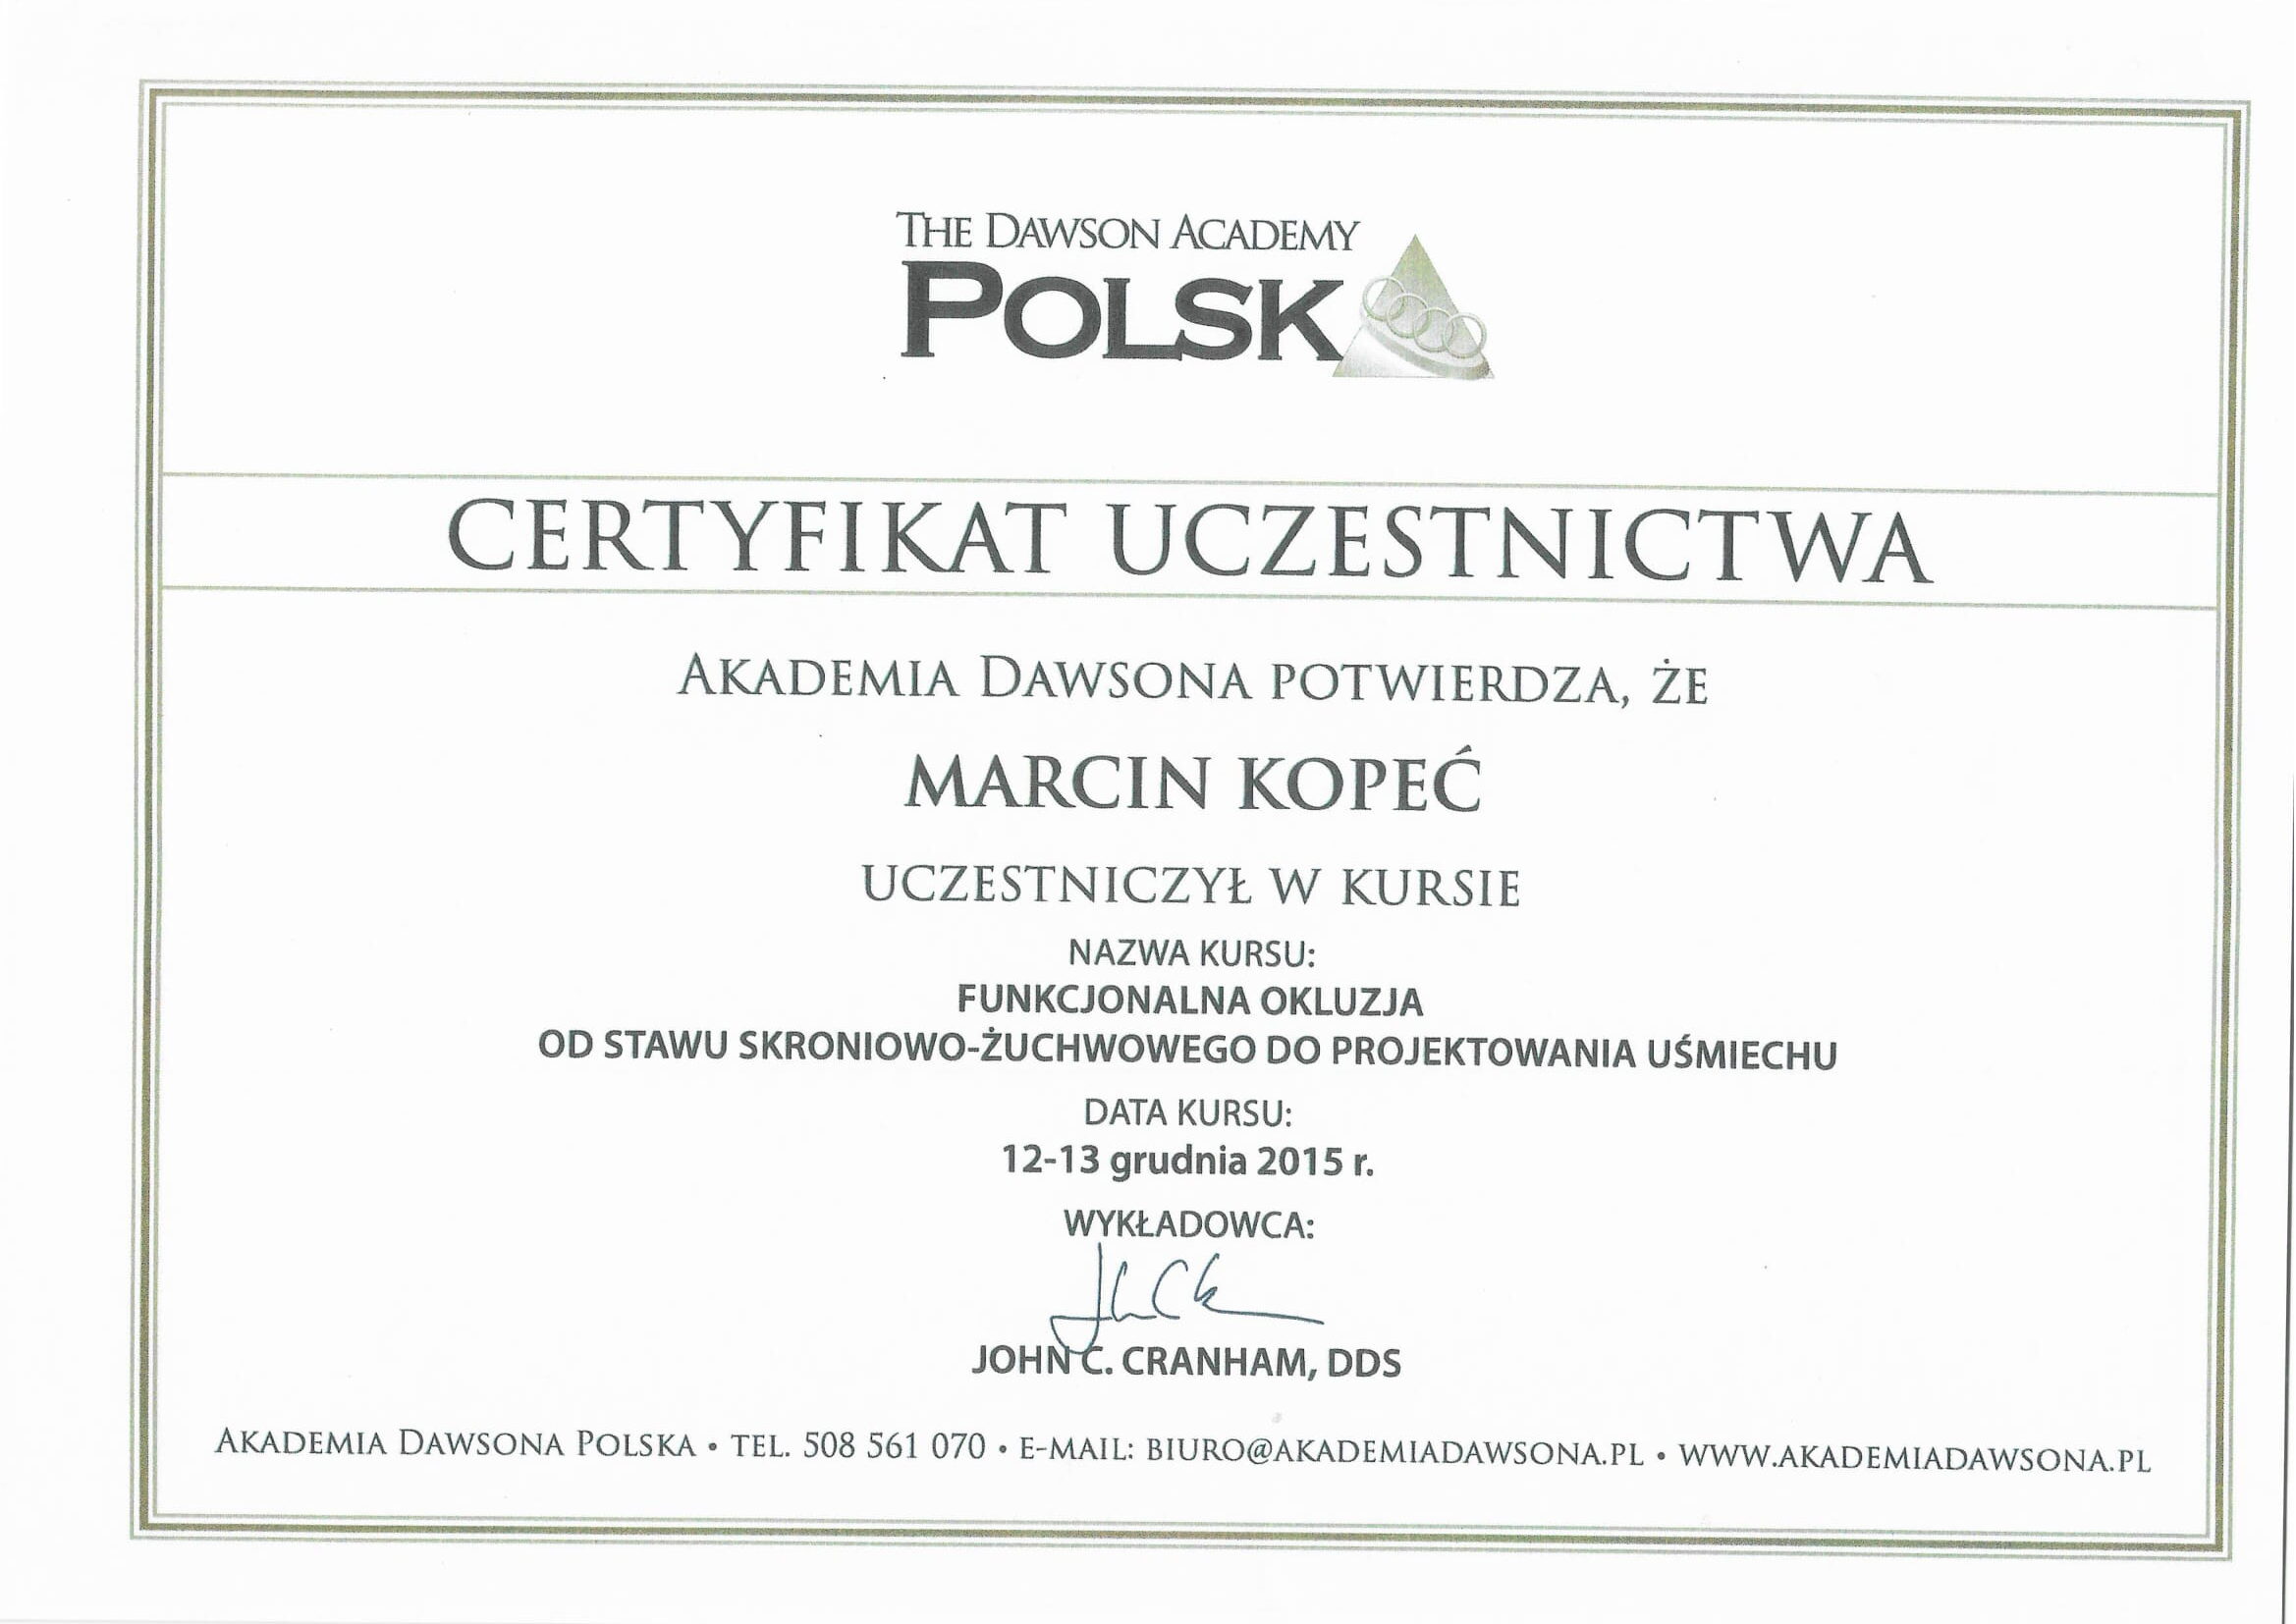 THE DAWSON ACADEMY
POLSK
CERTYFIKAT UCZESTNICTWA
AKADEMIA DAWSONA POTWIERDZA, ŻE
MARCIN KOPEĆ
UCZESTNICZYŁ W KURSIE
NAZWA KURSU:
FUNKCJONALNA OKLUZJA
OD STAWU SKRONIOWO-ŻUCHWOWEGO DO PROJEKTOWANIA UŚMIECHU
DATA KURSU:
12-13 grudnia 2015 r.
WYKŁADOWCA:
JOHN C. CRANHAM, DDS
AKADEMIA DAWSONA POLSKA • TEL. 508 561 070 • E-MAIL: BIURO@AKADEMIADAWSONA.PL • WWW.AKADEMIADAWSONA.PL